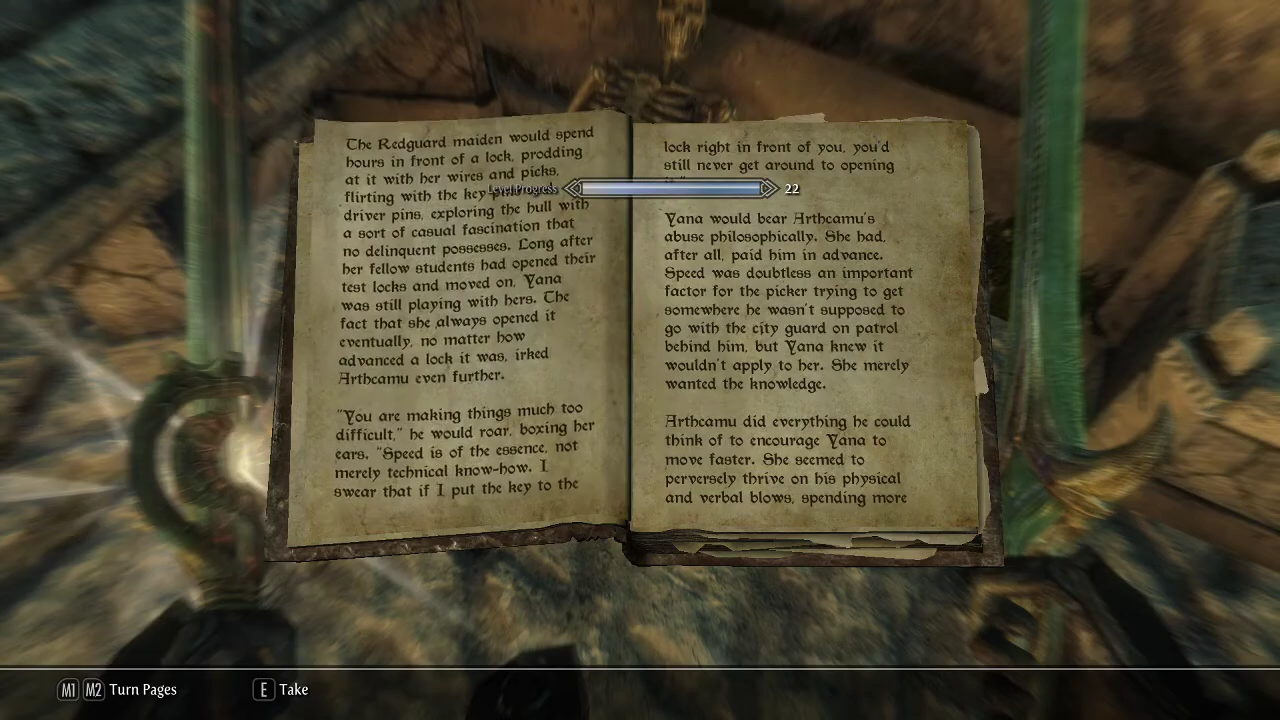 The Redguard maiden would spend
hours in front of a lock, prodding
at it with her wires and picks,
flirting with the key
driver pins, exploring the hull with
a sort of casual fascination that
no delinquent possesses. Long after
her fellow students had opened their
test locks and moved on, Yana
was still playing with hers. The
fact that she always opened it
eventually, no matter how
advanced a lock it was, irked
Arthcamu even further.
"You are making things much too
difficult," he would roar, boxing her
ears. "Speed is of the essence, not
merely technical know-how. I
swear that if I put the key to the
lock right in front of you, you'd
still never get around to opening
Level Progress
22
Yana would bear Arthcamu's
abuse philosophically. She had,
after all, paid him in advance.
Speed was doubtless an important
factor for the picker trying to get
somewhere he wasn't supposed to
go with the city guard on patrol
behind him, but Yana knew it
wouldn't apply to her. She merely
wanted the knowledge.
Arthcamu did everything he could
think of to encourage Yana to
move faster. She seemed to
perversely thrive on his physical
and verbal blows, spending more
M1 M2 Turn Pages
E Take